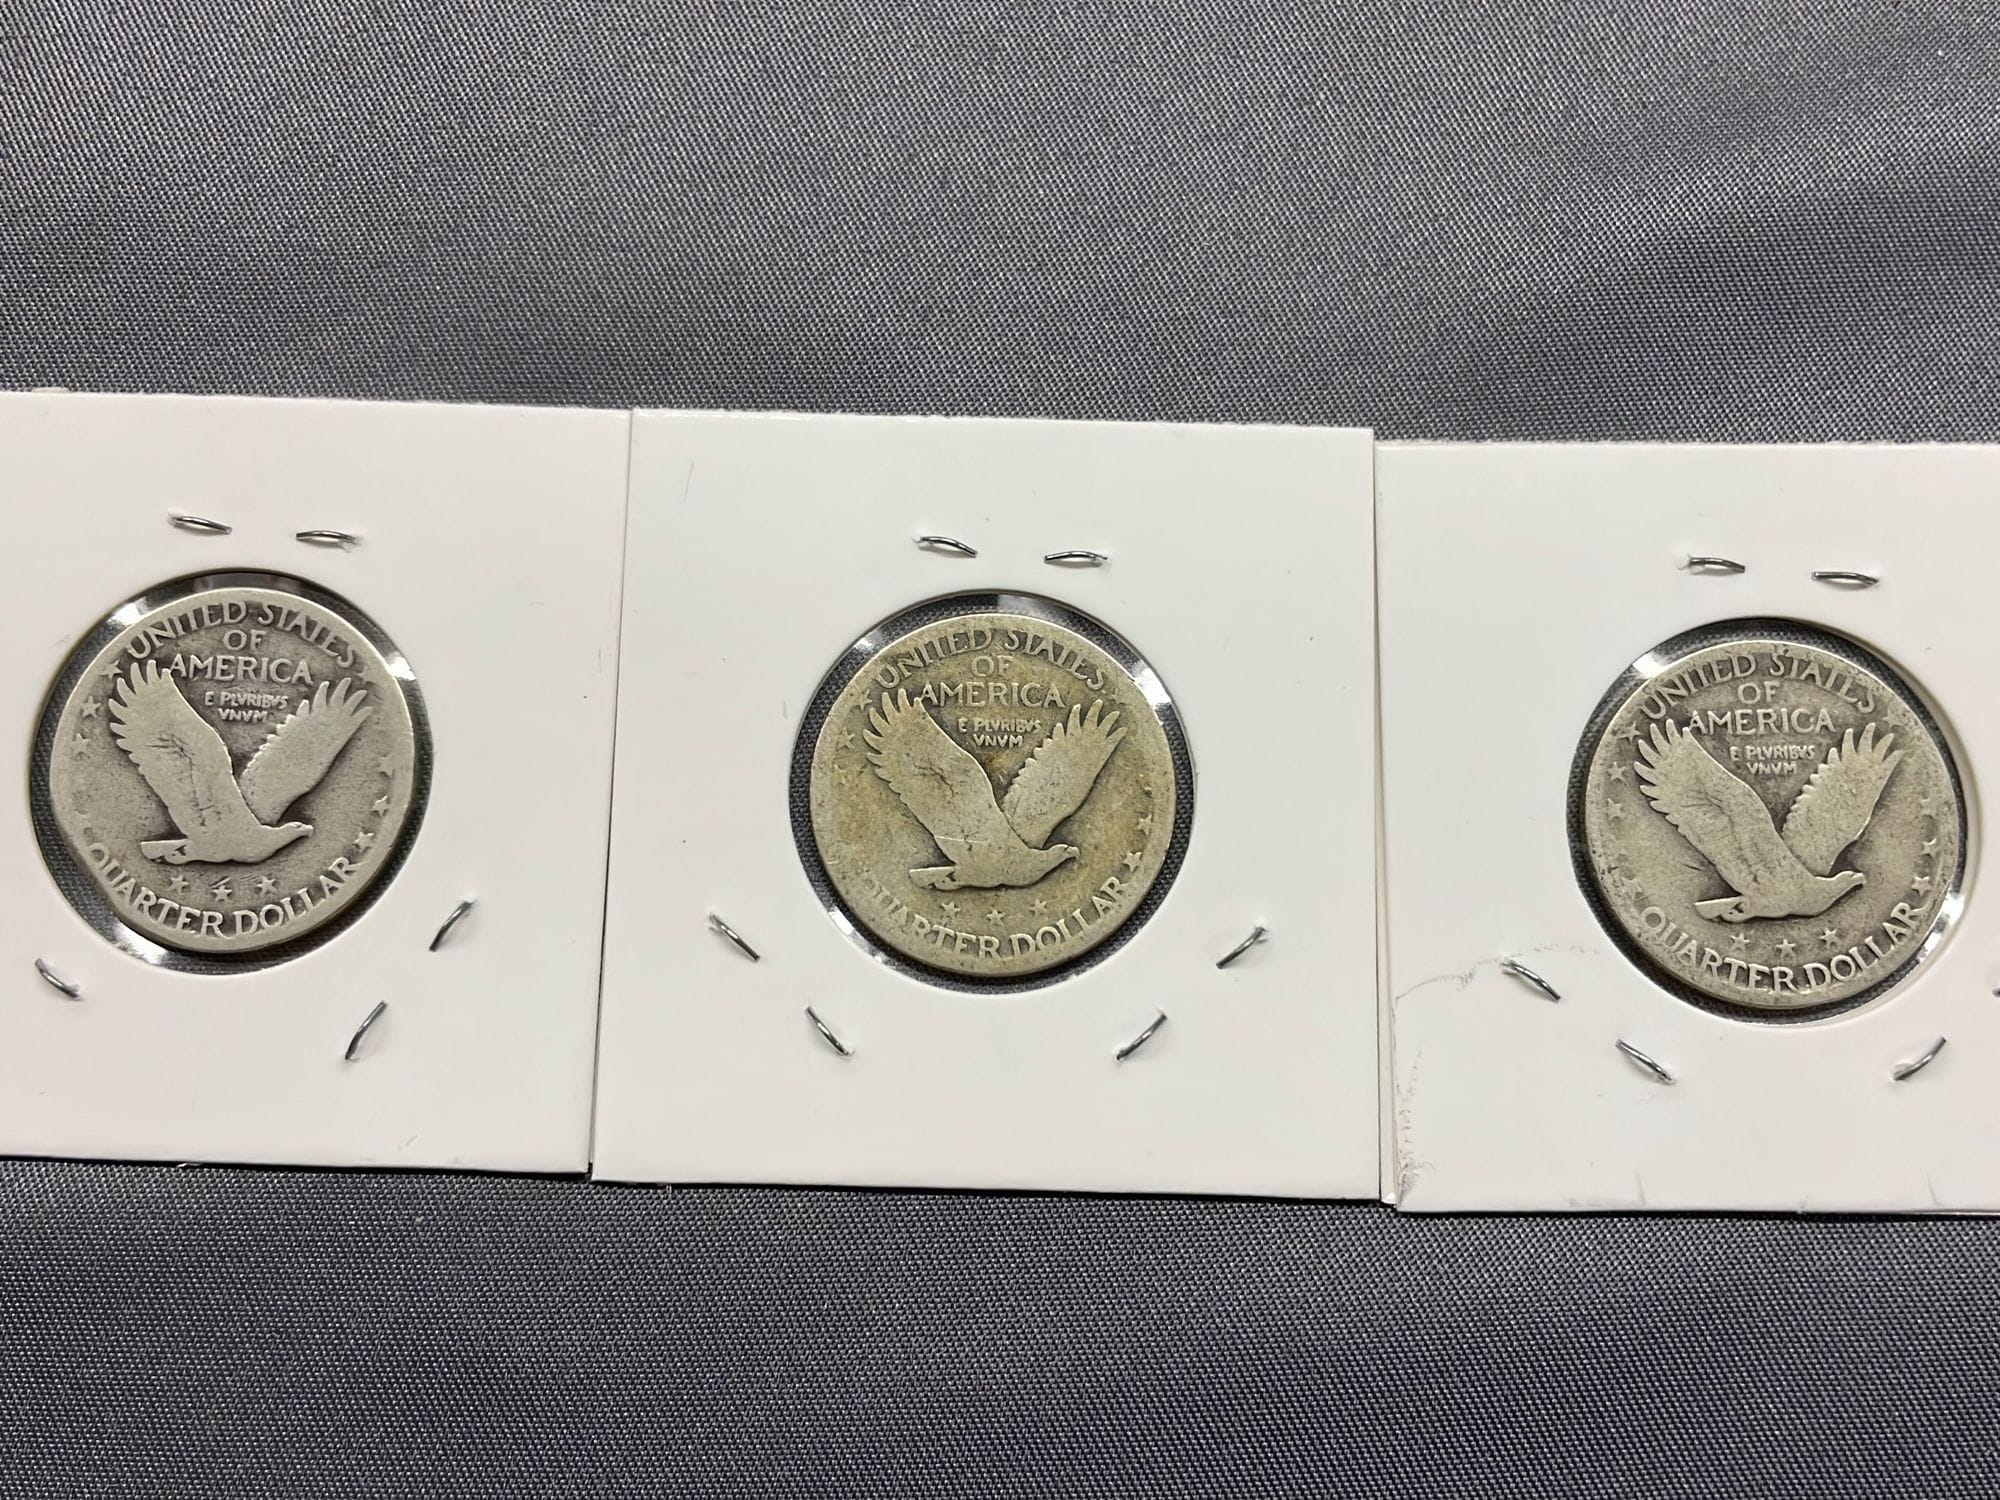 UNITED STATES
OF
AMERICA
E PLVRIBVS
VNVM
QUARTER DOLLAR
UNITED STATES
OF
AMERICA
E PLVRIBVS
VNVM
QUARTER DOLLAR
UNITED STATES
OF
AMERICA
E PLVRIBVS
VNVM
QUARTER DOLLAR